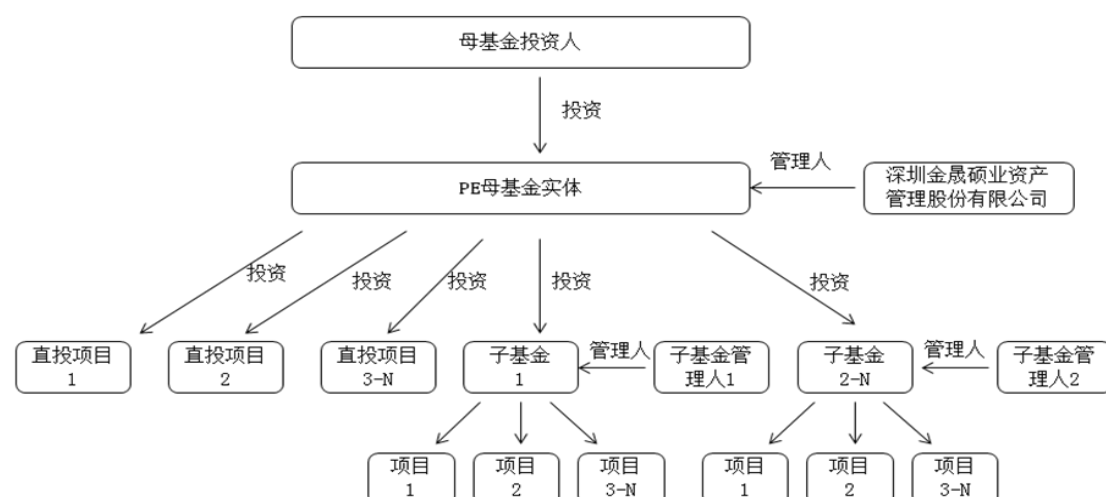 母基金投资人
投资
管理人
PE母基金实体
深圳金晟硕业资产
管理股份有限公司
投资
投资
投资
投资
投资
直投项目
1
直投项目
2
直投项目
3-N
子基金
1
管理人
子基金管
理人1
子基金
2-N
管理人
子基金管
理人2
项目
1
项目
2
项目
3-N
项目
1
项目
2
项目
3-N